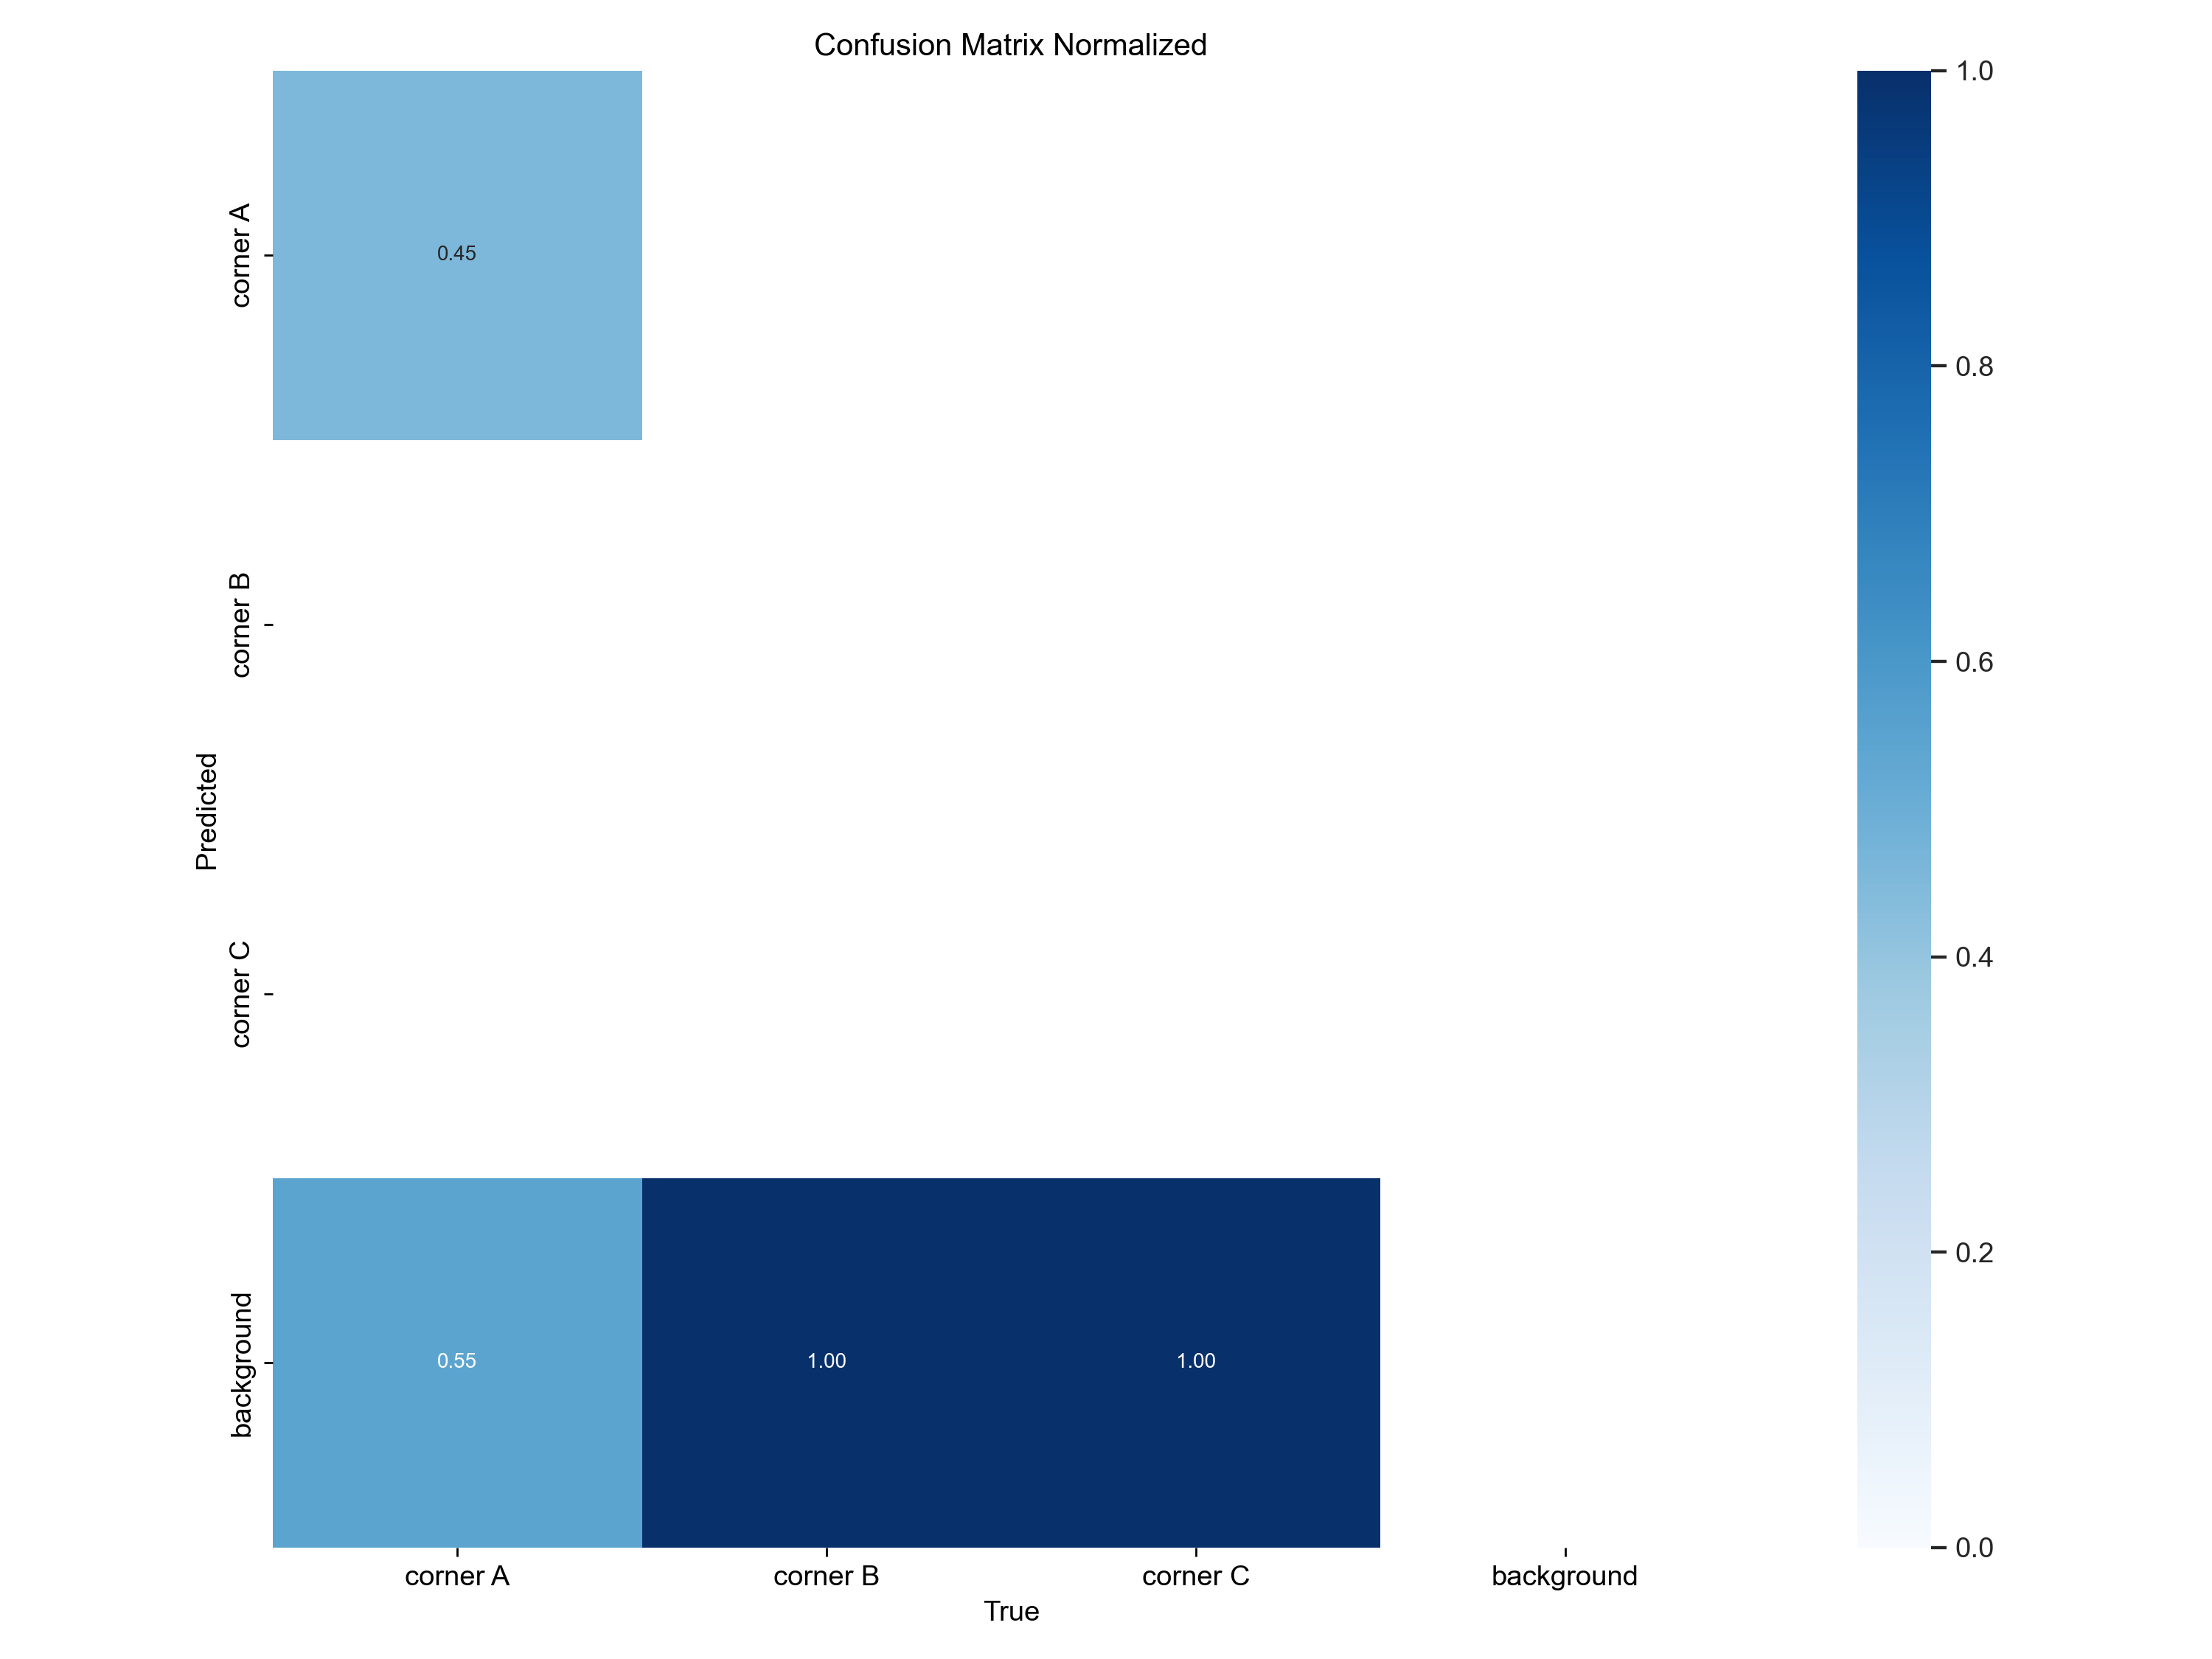 Confusion Matrix Normalized
1.0
0.8
0.6
0.4
0.2
0.0
Predicted
corner A
corner B
corner C
background
0.45
0.55
1.00
1.00
corner A
corner B
corner C
background
True